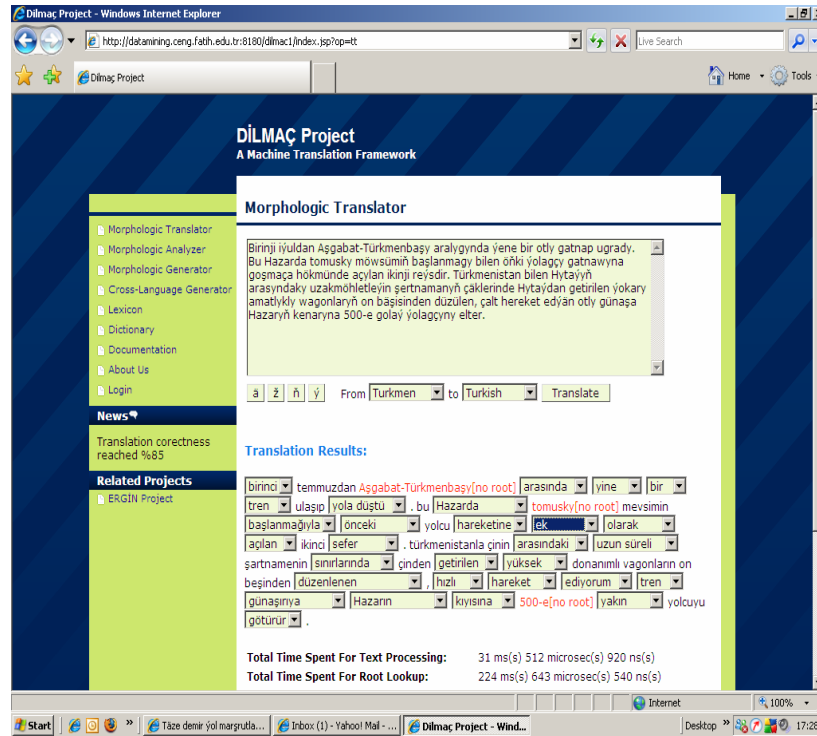 Dilmaç Project - Windows Internet Explorer
http://datamining.ceng.fatih.edu.tr:8180/dilmac1/index.jsp?op=tt
Live Search
Dilmaç Project
Home
Tools
DİLMAÇ Project
A Machine Translation Framework
Morphologic Translator
Morphologic Analyzer
Morphologic Generator
Cross-Language Generator
Lexicon
Dictionary
Documentation
About Us
Login
News
Translation corectness
reached %85
Related Projects
ERGİN Project
Morphologic Translator
Birinji iýuldan Aşgabat-Türkmenbaşy aralygynda ýene bir otly gatnap ugrady.
Bu Hazarda tomusky möwsümiň başlanmagy bilen öňki ýolagçy gatnawyna
goşmaça hökmünde açylan ikinji reýsdir. Türkmenistan bilen Hytaýyň
arasyndaky uzakmöhletleýin şertnamanyň çäklerinde Hytaýdan getirilen ýokary
amatlykly wagonlaryň on bäşisinden düzülen, çalt hereket edýän otly günaşa
Hazaryň kenaryna 500-e golaý ýolagçyny elter.
ä ž ň ý From Turkmen to Turkish Translate
Translation Results:
birinci temmuzdan Aşgabat-Türkmenbaşy[no root] arasında yine bir
tren ulaşıp yola düştü . bu Hazarda tomusky[no root] mevsimin
başlanmağıyla önceki yolcu hareketine ek olarak
açılan ikinci sefer . türkmenistanla çinin arasındaki uzun süreli
şartnamenin sınırlarında çinden getirilen yüksek donanımlı vagonların on
beşinden düzenlenen , hızlı hareket ediyorum tren
günaşırıya Hazarın kıyısına 500-e[no root] yakın yolcuyu
götürür .
Total Time Spent For Text Processing: 31 ms(s) 512 microsec(s) 920 ns(s)
Total Time Spent For Root Lookup: 224 ms(s) 643 microsec(s) 540 ns(s)
Internet
100%
Start
Täze demir ýol marşrutla...
Inbox (1) - Yahoo! Mail - ...
Dilmaç Project - Wind...
Desktop
17:28